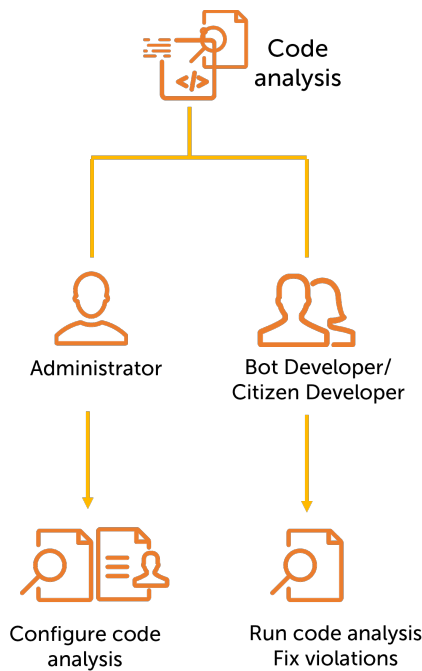 Code
analysis
</>
Administrator
Bot Developer/
Citizen Developer
Configure code
analysis
Run code analysis
Fix violations